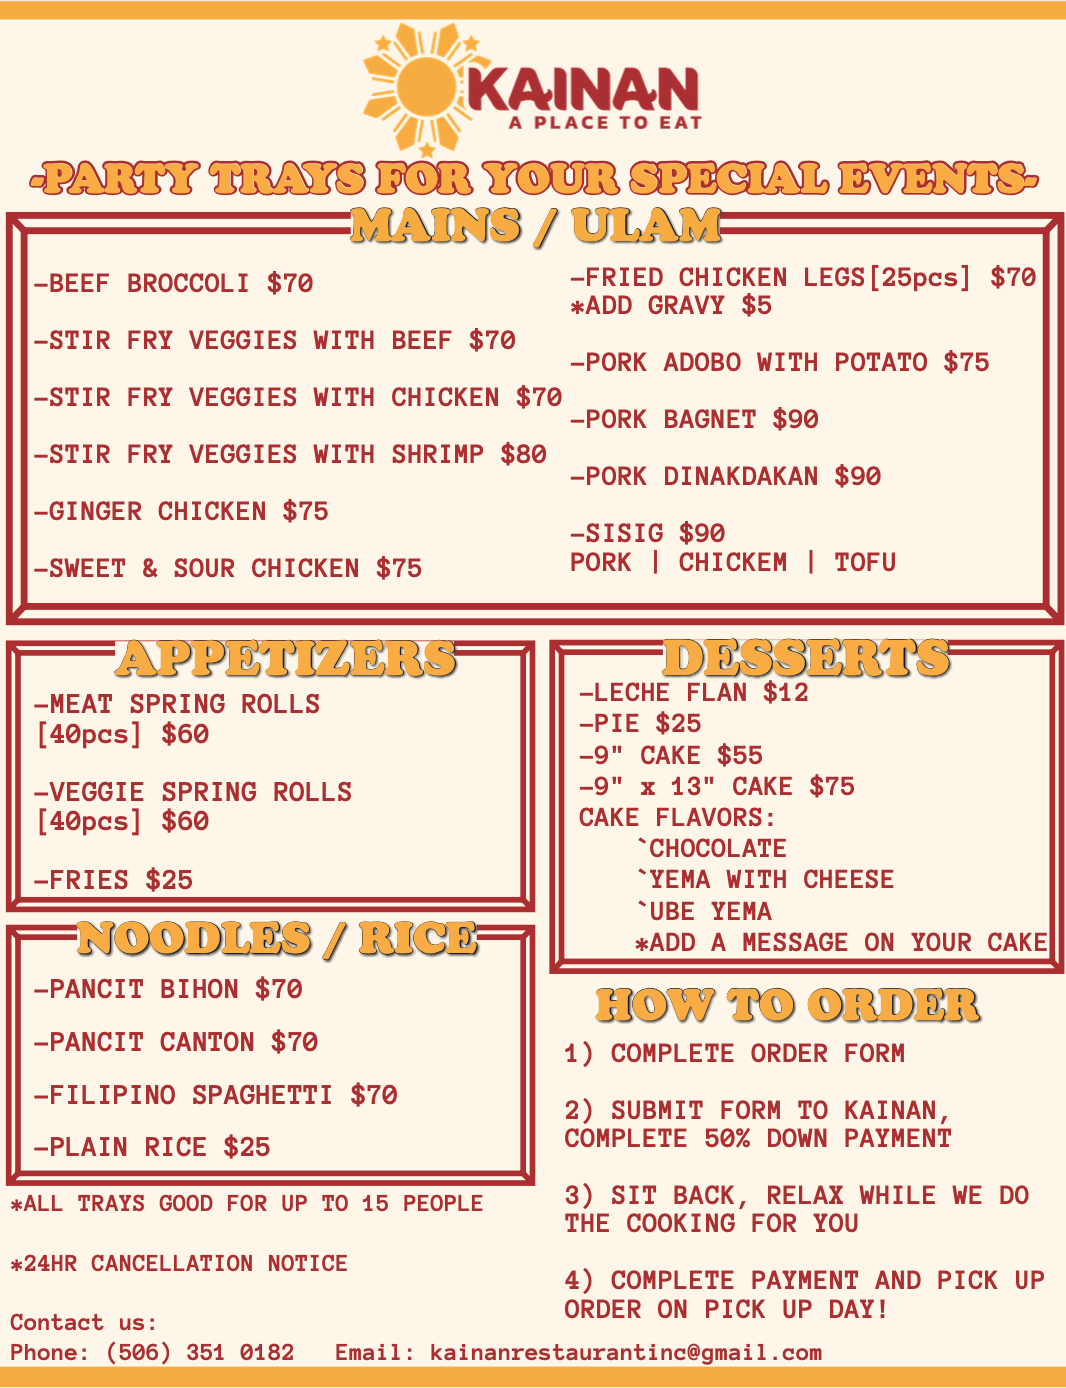 KAINAN
A PLACE TO EAT
-PARTY TRAYS FOR YOUR SPECIAL EVENTS-
MAINS / ULAM
-BEEF BROCCOLI $70
-STIR FRY VEGGIES WITH BEEF $70
-STIR FRY VEGGIES WITH CHICKEN $70
-STIR FRY VEGGIES WITH SHRIMP $80
-GINGER CHICKEN $75
-SWEET & SOUR CHICKEN $75
-FRIED CHICKEN LEGS[25pcs] $70
*ADD GRAVY $5
-PORK ADOBO WITH POTATO $75
-PORK BAGNET $90
-PORK DINAKDAKAN $90
-SISIG $90
PORK | CHICKEM | TOFU
APPETIZERS
-MEAT SPRING ROLLS
[40pcs] $60
-VEGGIE SPRING ROLLS
[40pcs] $60
-FRIES $25
NOODLES / RICE
-PANCIT BIHON $70
-PANCIT CANTON $70
-FILIPINO SPAGHETTI $70
-PLAIN RICE $25
*ALL TRAYS GOOD FOR UP TO 15 PEOPLE
*24HR CANCELLATION NOTICE
DESSERTS
-LECHE FLAN $12
-PIE $25
-9" CAKE $55
-9" x 13" CAKE $75
CAKE FLAVORS:
`CHOCOLATE
`YEMA WITH CHEESE
`UBE YEMA
*ADD A MESSAGE ON YOUR CAKE
HOW TO ORDER
1) COMPLETE ORDER FORM
2) SUBMIT FORM TO KAINAN,
COMPLETE 50% DOWN PAYMENT
3) SIT BACK, RELAX WHILE WE DO
THE COOKING FOR YOU
4) COMPLETE PAYMENT AND PICK UP
ORDER ON PICK UP DAY!
Contact us:
Phone: (506) 351 0182 Email: kainanrestaurantinc@gmail.com